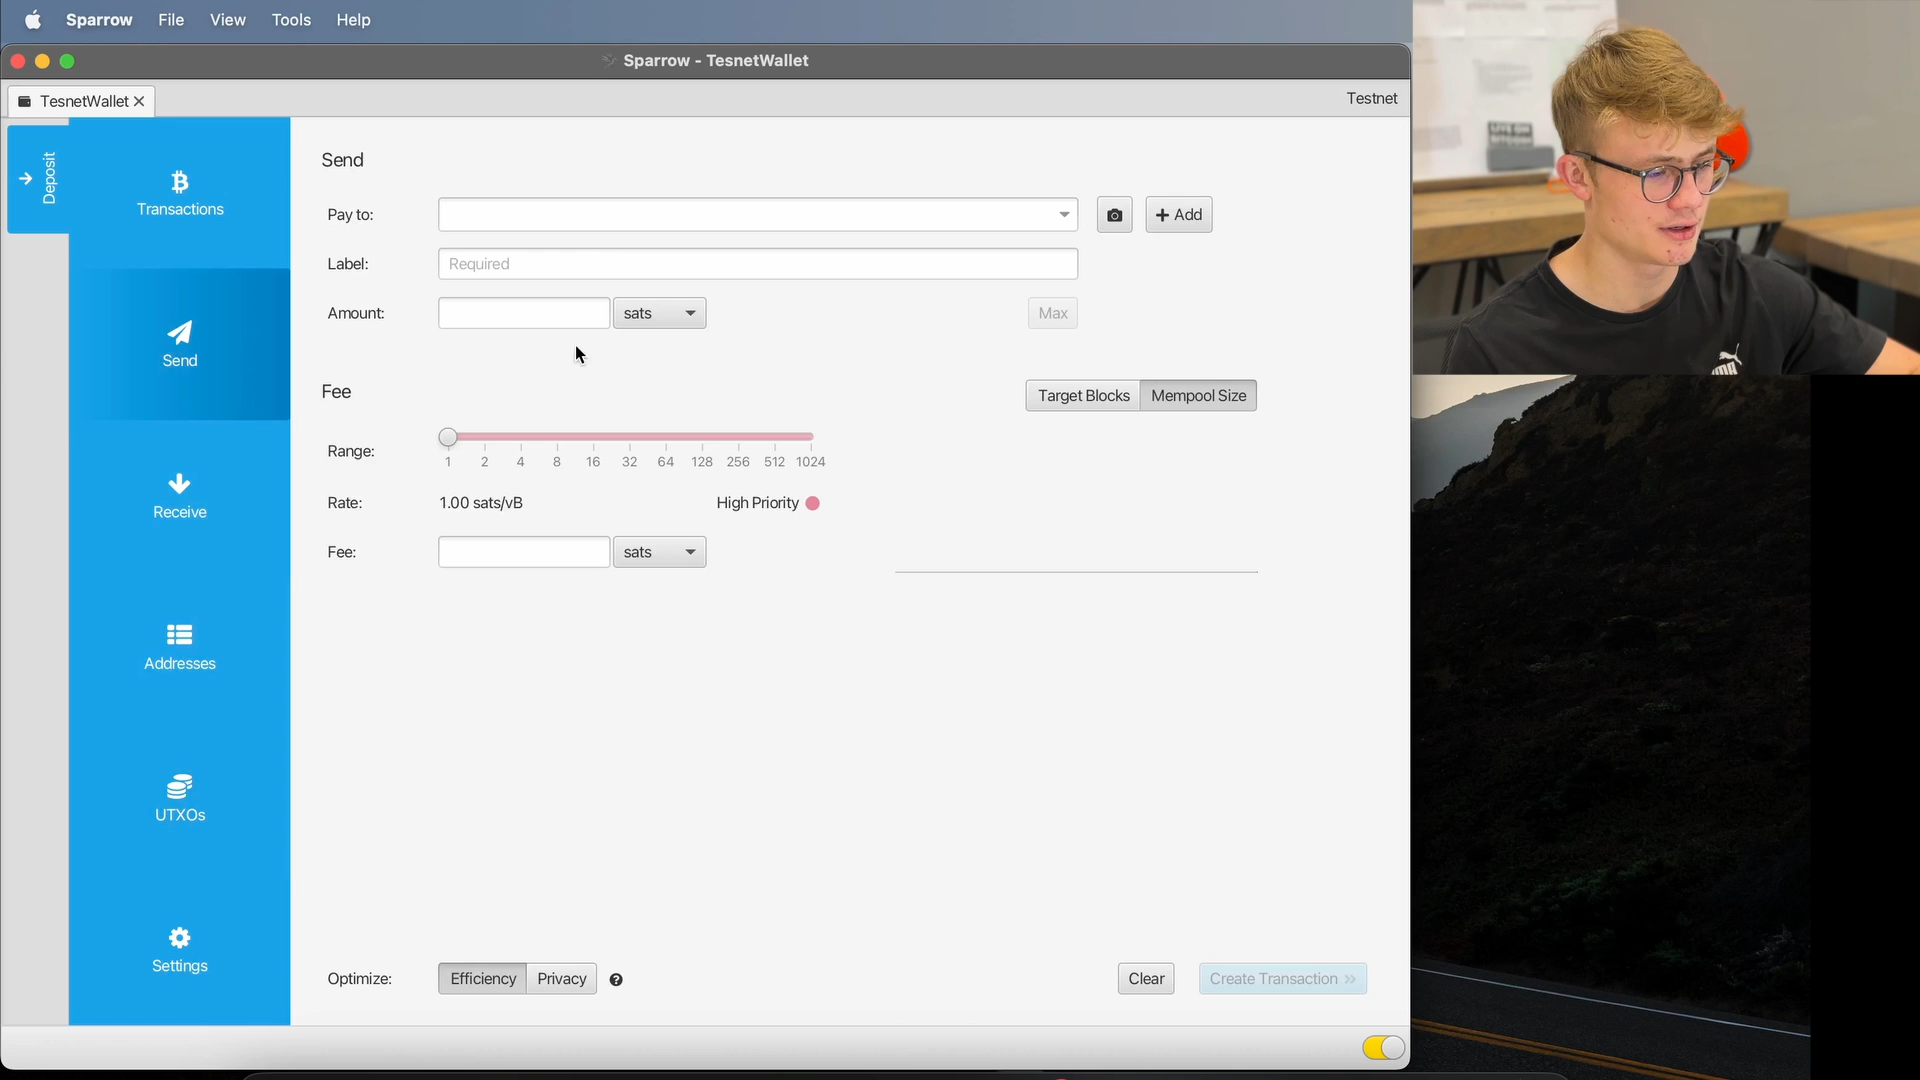 Sparrow File View Tools Help
Sparrow - TesnetWallet
TesnetWallet
Testnet
Deposit
Transactions
Send
Receive
Addresses
UTXOs
Settings
Send
Pay to:
Add
Label: Required
Amount: sats Max
Fee
Target Blocks Mempool Size
Range:
1 2 4 8 16 32 64 128 256 512 1024
Rate: 1.00 sats/vB High Priority
Fee: sats
Optimize: Efficiency Privacy
Clear Create Transaction »